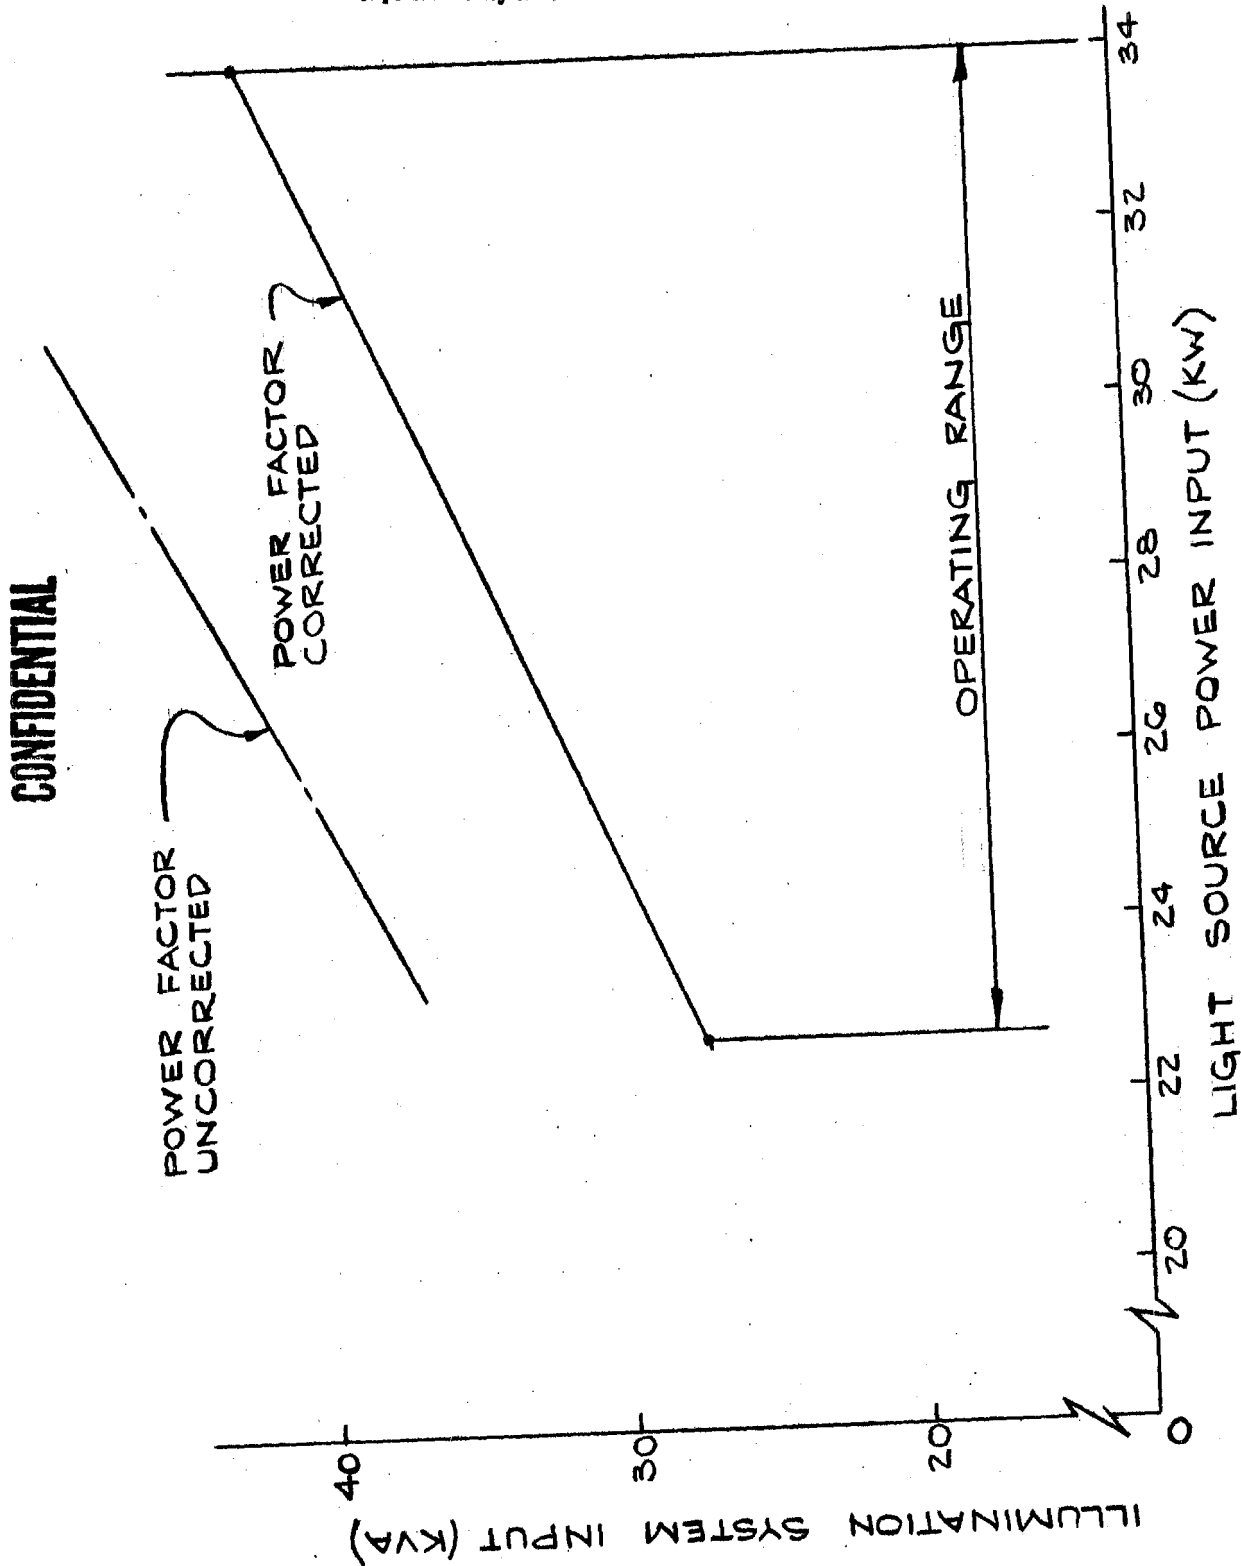 CONFIDENTIAL
POWER FACTOR
UNCORRECTED
POWER FACTOR
CORRECTED
OPERATING RANGE
ILLUMINATION SYSTEM INPUT (KVA)
40
30
20
0
20
22
24
26
28
30
32
34
LIGHT SOURCE POWER INPUT (KW)